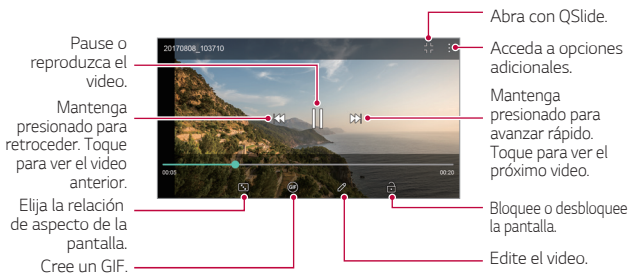 Abra con QSlide.
Pause o
reproduzca el
video.
20170808_103710
Acceda a opciones
adicionales.
Mantenga
presionado para
retroceder. Toque
para ver el video
anterior.
Mantenga
presionado para
avanzar rápido.
Toque para ver el
próximo video.
00:05
00:20
GIF
Elija la relación
de aspecto de la
pantalla.
Bloquee o desbloquee
la pantalla.
Cree un GIF.
Edite el video.